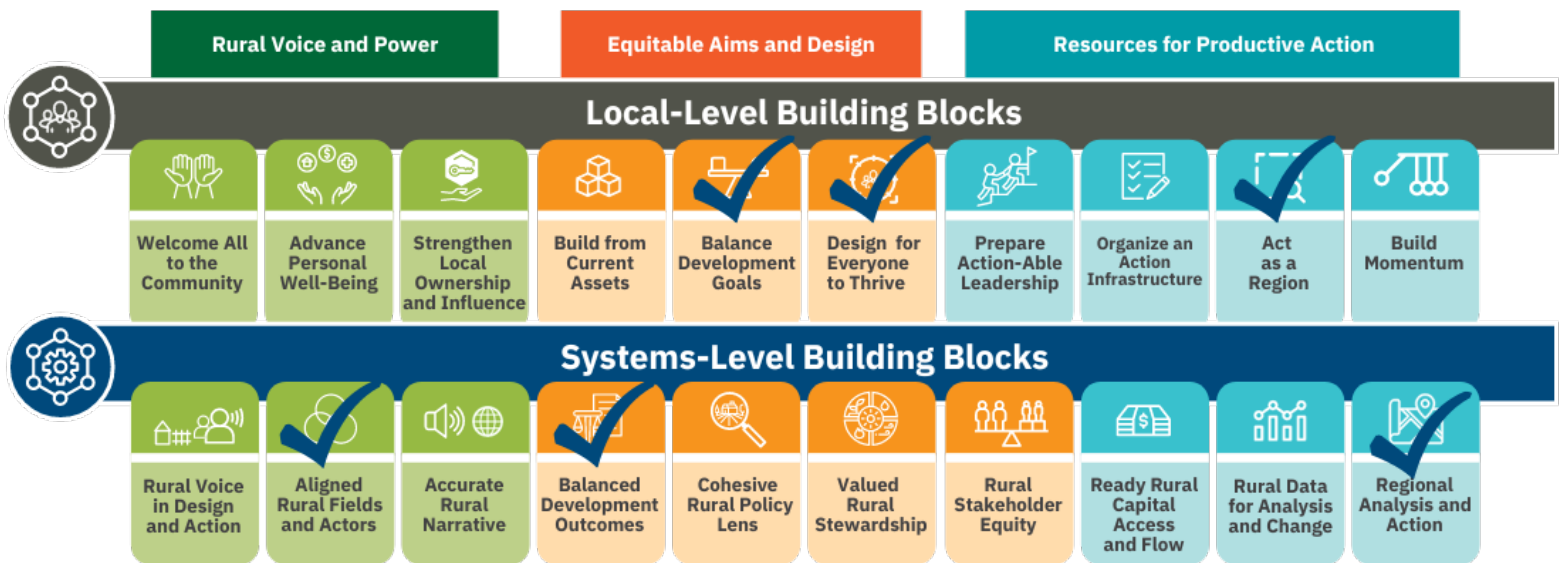 Rural Voice and Power
Equitable Aims and Design
Resources for Productive Action
Local-Level Building Blocks
Welcome All
to the
Community
Advance
Personal
Well-Being
Strengthen
Local
Ownership
and Influence
Build from
Current
Assets
Balance
Development
Goals
Design for
Everyone
to Thrive
Prepare
Action-Able
Leadership
Organize an
Action
Infrastructure
Act
as a
Region
Build
Momentum
Systems-Level Building Blocks
Rural Voice
in Design
and Action
Aligned
Rural Fields
and Actors
Accurate
Rural
Narrative
Balanced
Development
Outcomes
Cohesive
Rural Policy
Lens
Valued
Rural
Stewardship
Rural
Stakeholder
Equity
Ready Rural
Capital
Access
and Flow
Rural Data
for Analysis
and Change
Regional
Analysis and
Action